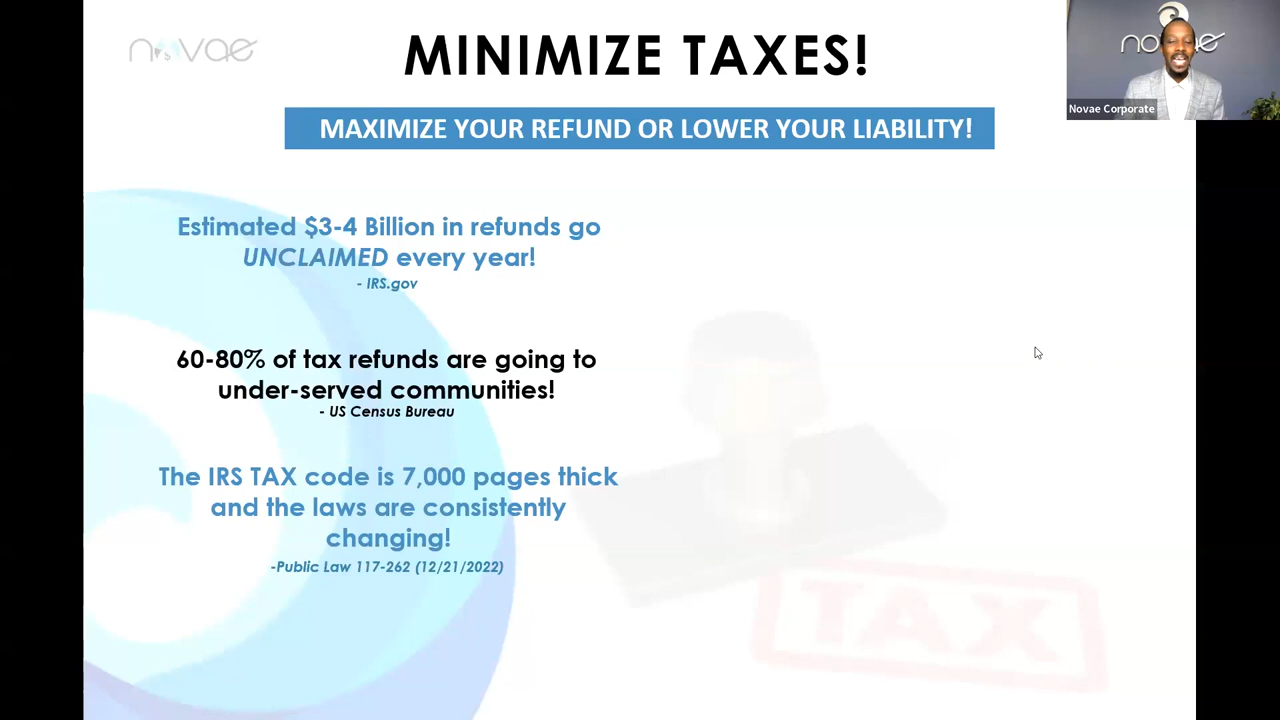 novae
MINIMIZE TAXES!
novae
Novae Corporate
MAXIMIZE YOUR REFUND OR LOWER YOUR LIABILITY!
Estimated $3-4 Billion in refunds go
UNCLAIMED every year!
- IRS.gov
60-80% of tax refunds are going to
under-served communities!
- US Census Bureau
The IRS TAX code is 7,000 pages thick
and the laws are consistently
changing!
-Public Law 117-262 (12/21/2022)
TAX